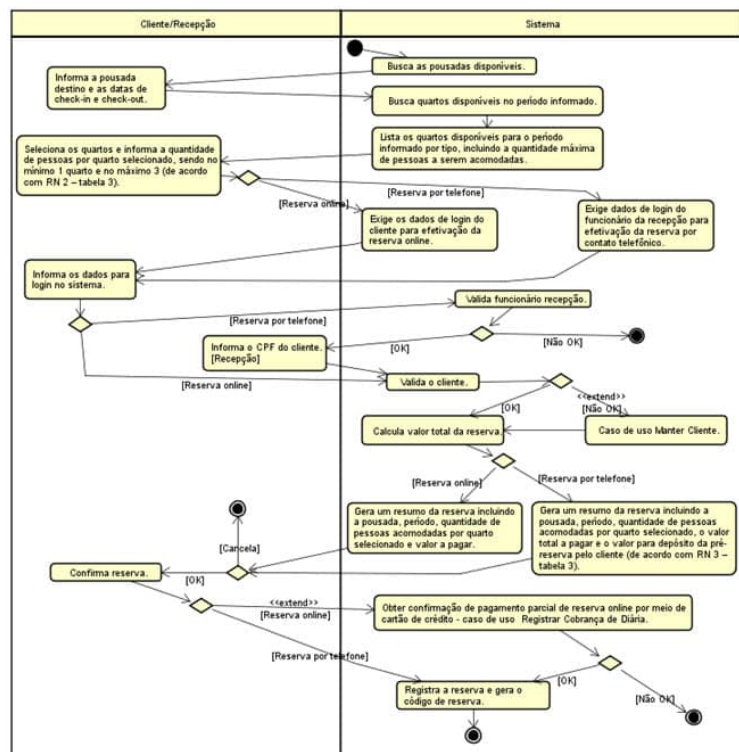 Cliente/Recepção
Sistema
Busca as pousadas disponíveis.
Informa a pousada
destino e as datas de
check-in e check-out.
Busca quartos disponíveis no período informado.
Lista os quartos disponíveis para o período
informado por tipo, incluindo a quantidade máxima
de pessoas a serem acomodadas.
Seleciona os quartos e informa a quantidade
de pessoas por quarto selecionado, sendo no
mínimo 1 quarto e no máximo 3 (de acordo
com RN 2 – tabela 3).
[Reserva por telefone]
[Reserva online]
Exige os dados de login do
cliente para efetivação da
reserva online.
Exige dados de login do
funcionário da recepção para
efetivação da reserva por
contato telefônico.
Informa os dados para
login no sistema.
Valida funcionário recepção.
[Reserva por telefone]
[OK]
[Não OK]
Informa o CPF do cliente.
[Recepção]
[Reserva online]
Valida o cliente.
<<extend>>
[OK]
[Não OK]
Calcula valor total da reserva.
Caso de uso Manter Cliente.
[Reserva online]
[Reserva por telefone]
Gera um resumo da reserva incluindo
a pousada, período, quantidade de
pessoas acomodadas por quarto
selecionado e valor a pagar.
Gera um resumo da reserva incluindo a
pousada, período, quantidade de pessoas
acomodadas por quarto selecionado, o valor
total a pagar e o valor para depósito da pré-
reserva pelo cliente (de acordo com RN 3 –
tabela 3).
[Cancela]
Confirma reserva.
[OK]
<<extend>>
[Reserva online]
Obter confirmação de pagamento parcial de reserva online por meio de
cartão de crédito - caso de uso Registrar Cobrança de Diária.
[Reserva por telefone]
[OK]
[Não OK]
Registra a reserva e gera o
código de reserva.